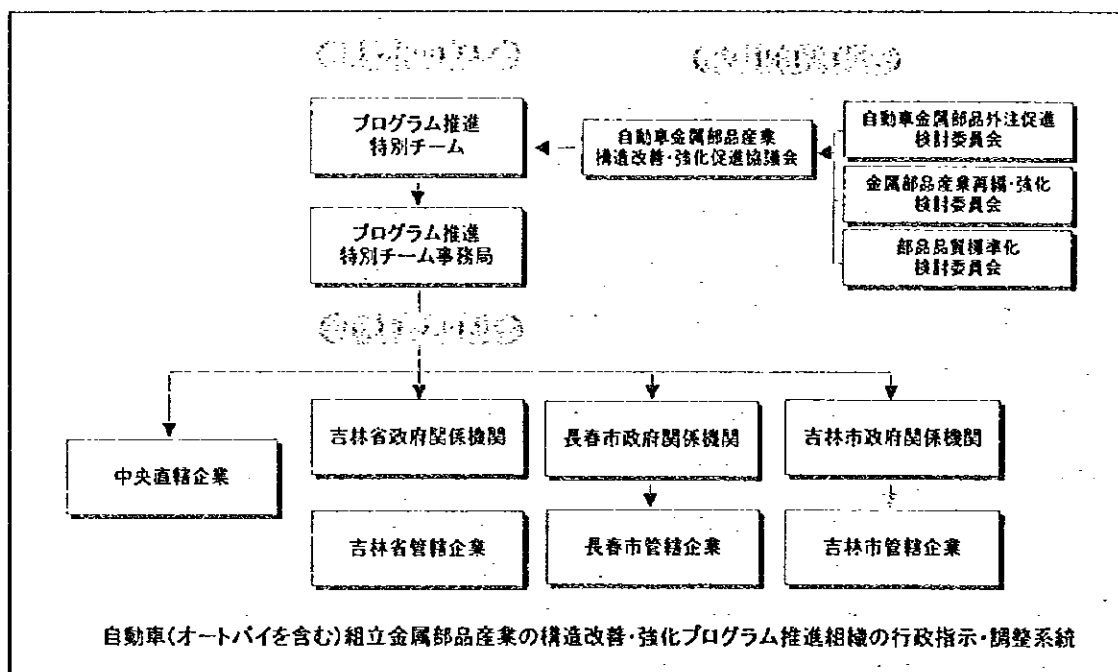 プログラム推進
特別チーム
自動車金属部品産業
構造改善・強化促進協議会
自動車金属部品外注促進
検討委員会
金属部品産業再編・強化
検討委員会
部品品質標準化
検討委員会
プログラム推進
特別チーム事務局
中央直轄企業
吉林省政府関係機関
長春市政府関係機関
吉林市政府関係機関
吉林省管轄企業
長春市管轄企業
吉林市管轄企業
自動車(オートバイを含む)組立金属部品産業の構造改善・強化プログラム推進組織の行政指示・調整系統